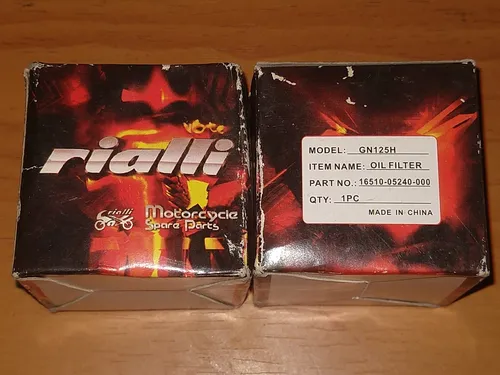 rialli
rialli
Motorcycle
Spare Parts
MODEL: GN125H
ITEM NAME: OIL FILTER
PART NO.: 16510-05240-000
QTY: 1PC
MADE IN CHINA